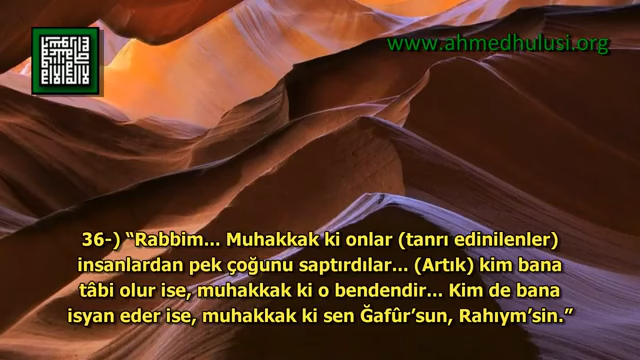 www.ahmedhulusi.org
36-) “Rabbim... Muhakkak ki onlar (tanrı edinilenler)
insanlardan pek çoğunu saptırdılar... (Artık) kim bana
tâbi olur ise, muhakkak ki o bendendir... Kim de bana
isyan eder ise, muhakkak ki sen Ğafûr’sun, Rahıym’sin.”